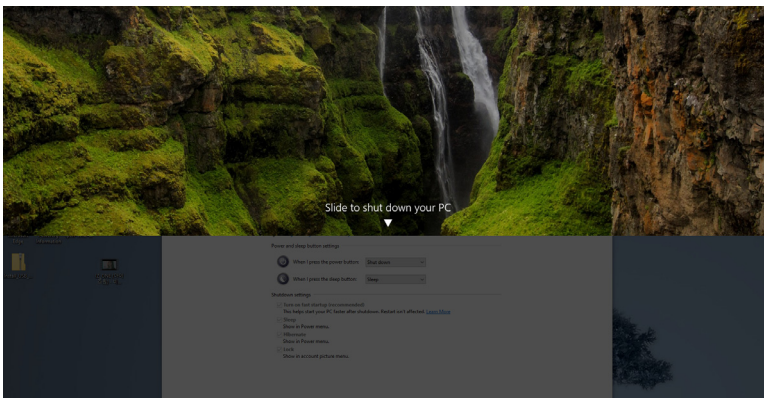 Slide to shut down your PC
Power and sleep button settings
When I press the power button: Shut down
When I press the sleep button: Sleep
Shutdown settings
Turn on fast startup (recommended)
This helps start your PC faster after shutdown. Restart isn't affected. Learn More
Sleep
Show in Power menu.
Hibernate
Show in Power menu.
Lock
Show in account picture menu.